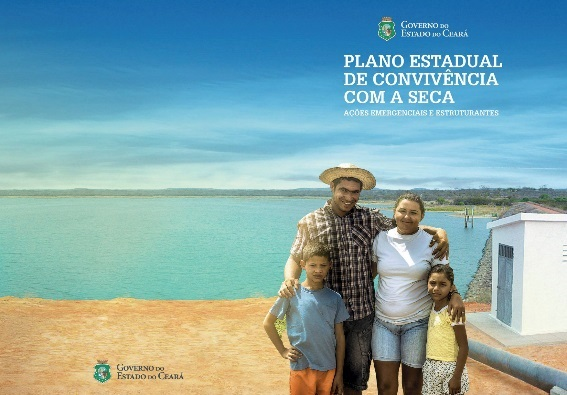 GOVERNO DO
ESTADO DO CEARÁ
PLANO ESTADUAL
DE CONVIVÊNCIA
COM A SECA
AÇÕES EMERGENCIAIS E ESTRUTURANTES
GOVERNO DO
ESTADO DO CEARÁ